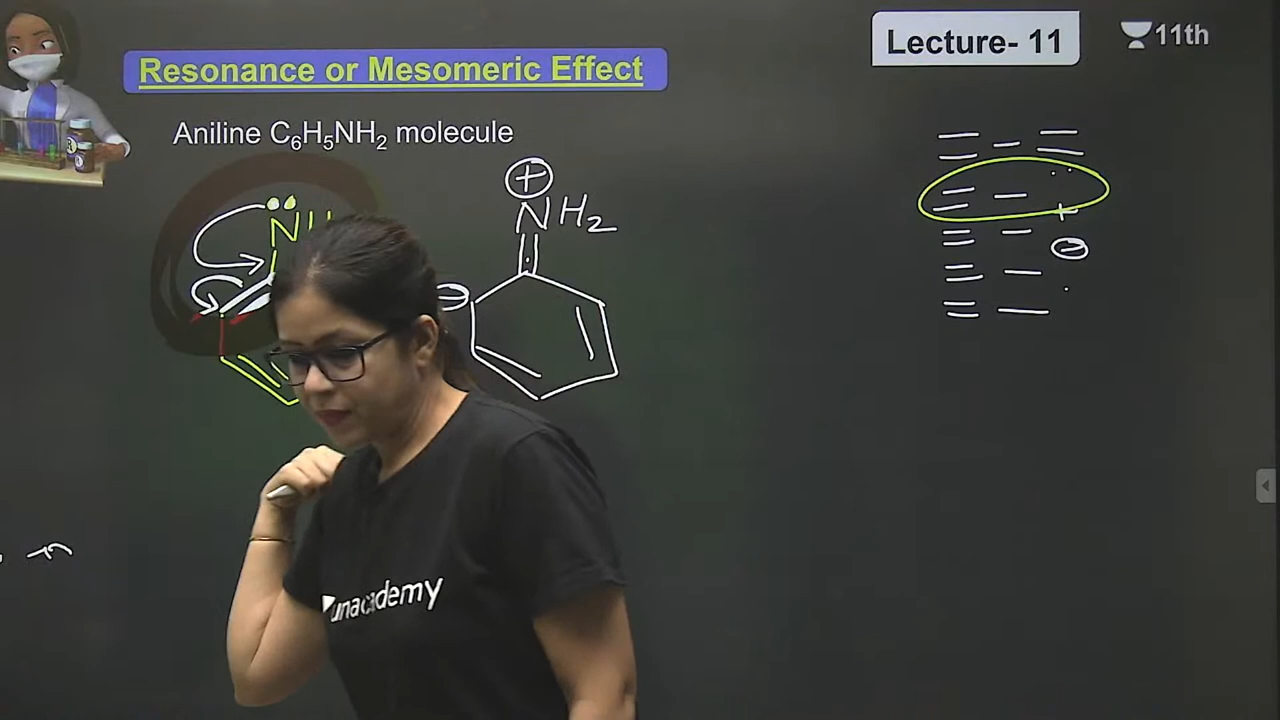 Lecture- 11
11th
Resonance or Mesomeric Effect
Aniline C₆H₅NH₂ molecule
⊕
NH₂
N
⊖
⊖
+
unacademy